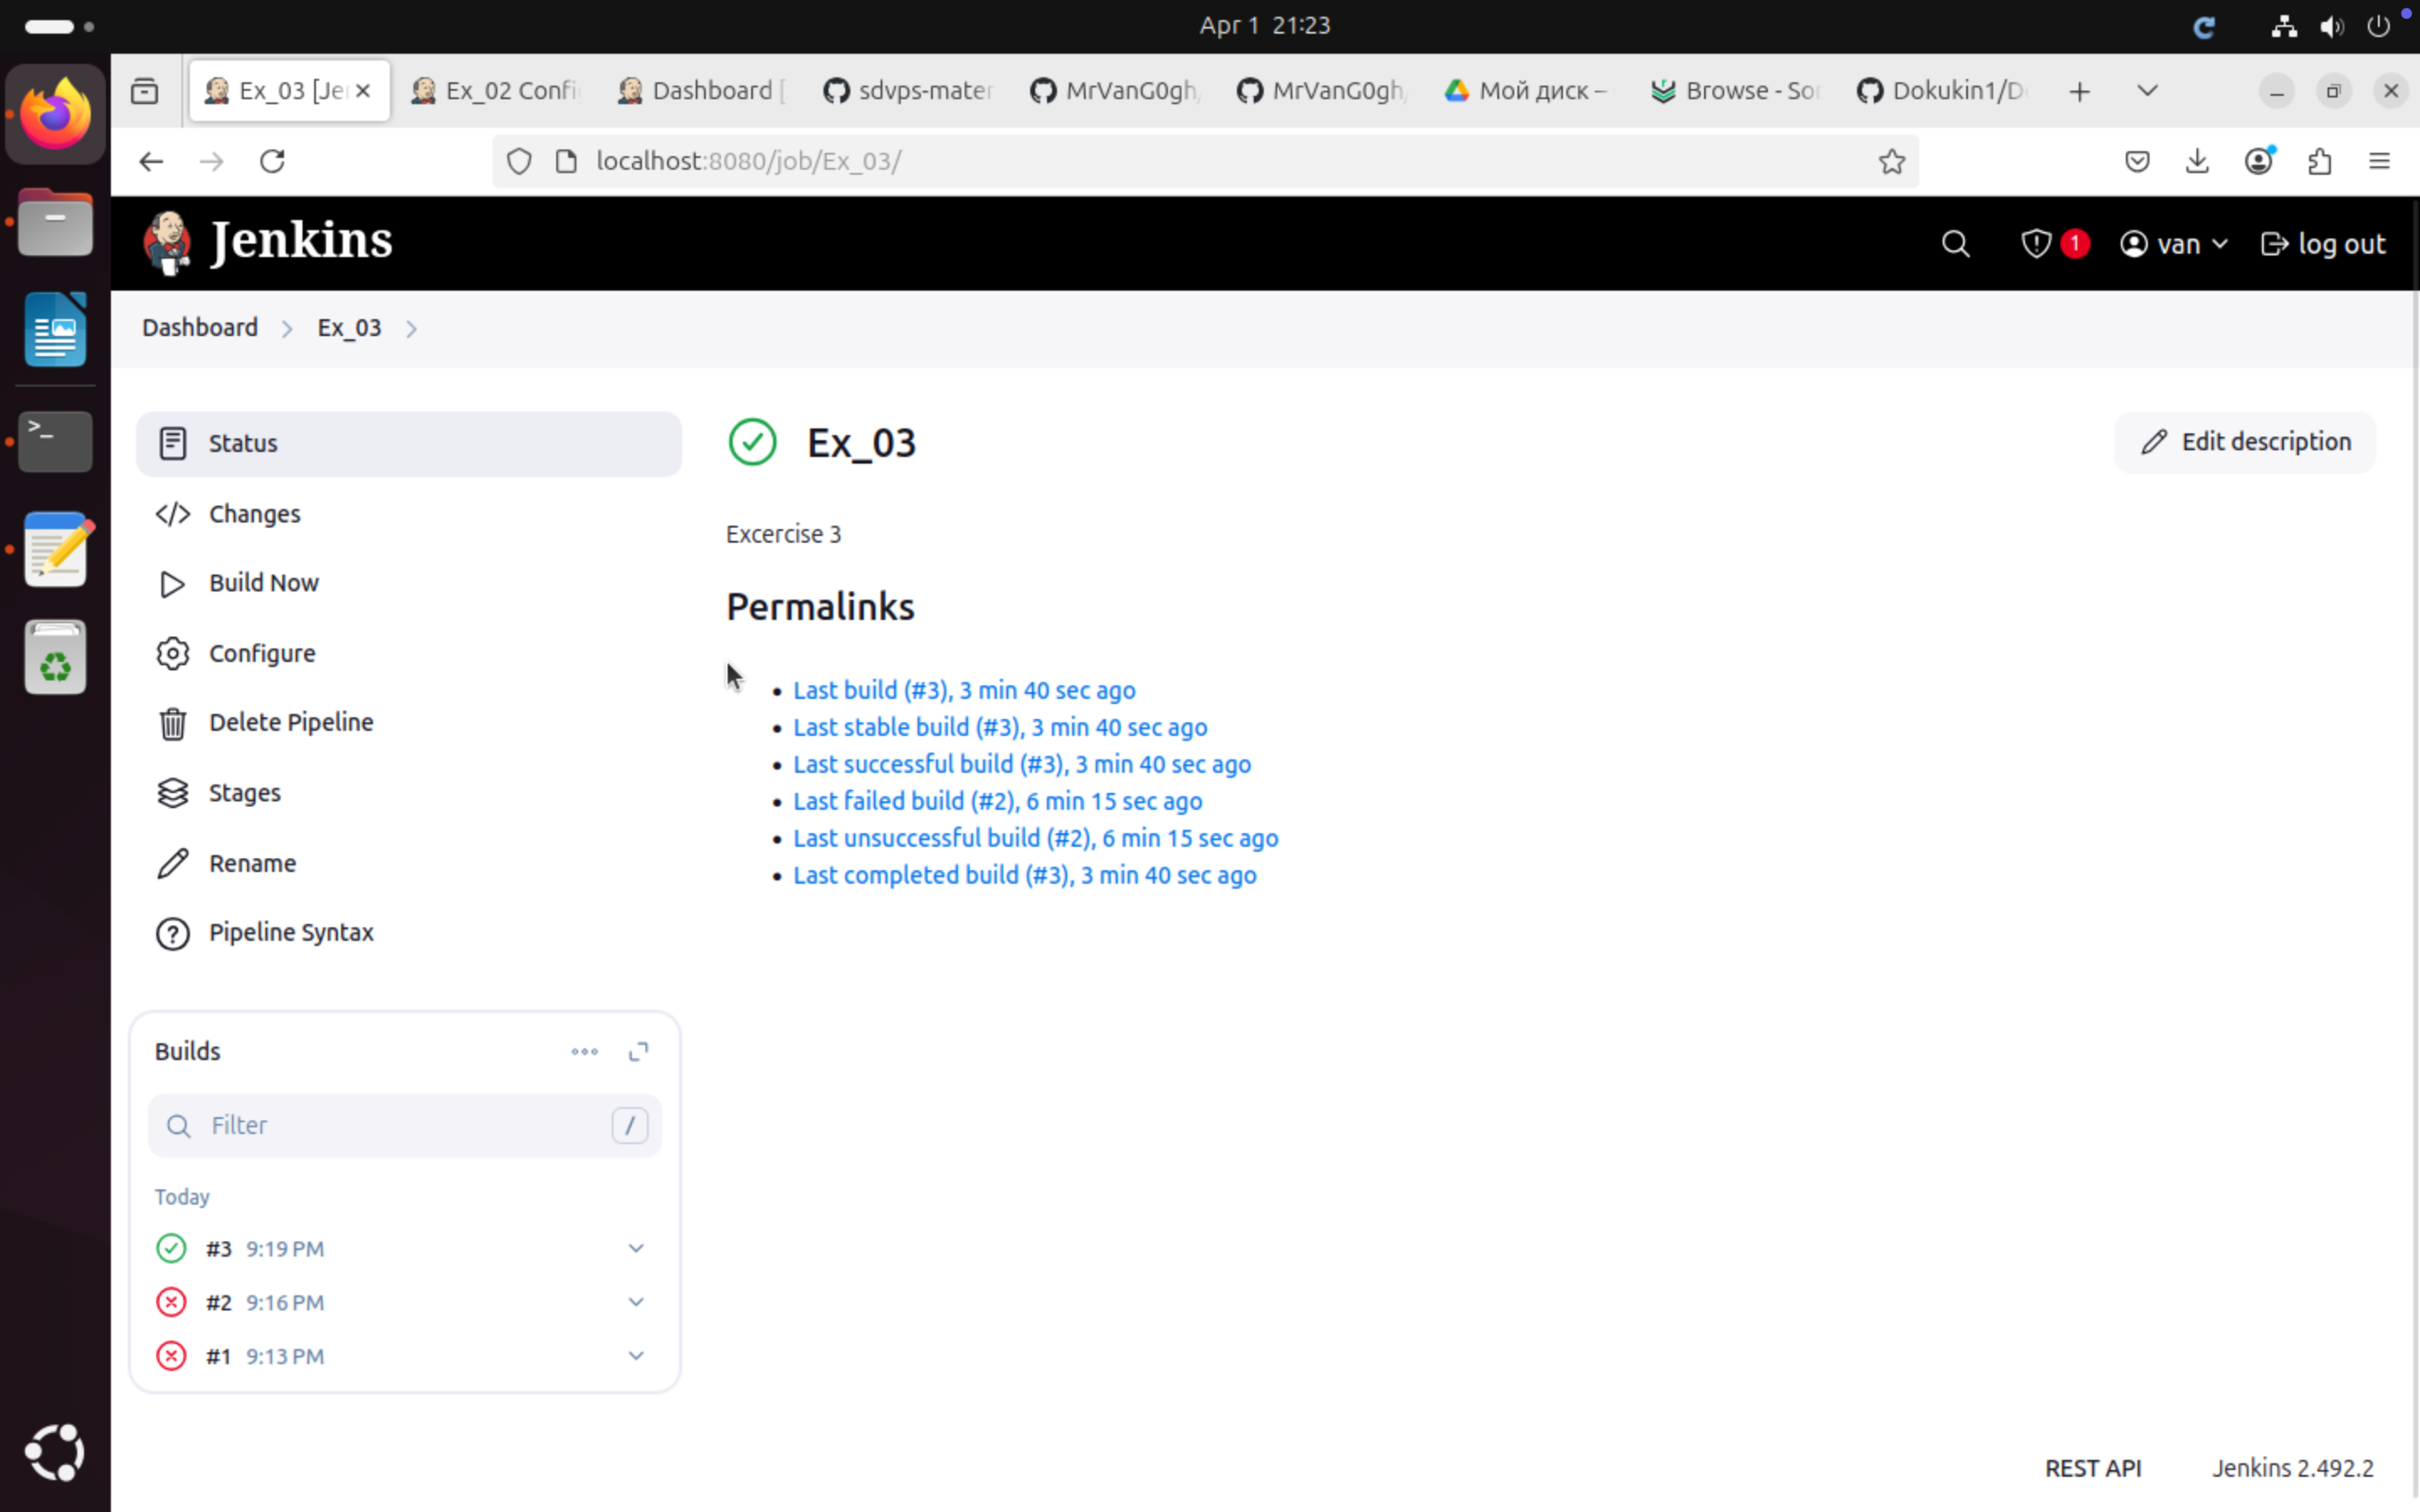 Apr 1 21:23
Ex_03 [Je
Ex_02 Confi
Dashboard [
sdvps-mater
MrVanG0gh
MrVanG0gh
Мой диск –
Browse - So
Dokukin1/D
localhost:8080/job/Ex_03/
Jenkins
1
van
log out
Dashboard
Ex_03
Status
Changes
Build Now
Configure
Delete Pipeline
Stages
Rename
Pipeline Syntax
Ex_03
Edit description
Excercise 3
Permalinks
Last build (#3), 3 min 40 sec ago
Last stable build (#3), 3 min 40 sec ago
Last successful build (#3), 3 min 40 sec ago
Last failed build (#2), 6 min 15 sec ago
Last unsuccessful build (#2), 6 min 15 sec ago
Last completed build (#3), 3 min 40 sec ago
Builds
Filter
/
Today
#3 9:19 PM
#2 9:16 PM
#1 9:13 PM
REST API
Jenkins 2.492.2